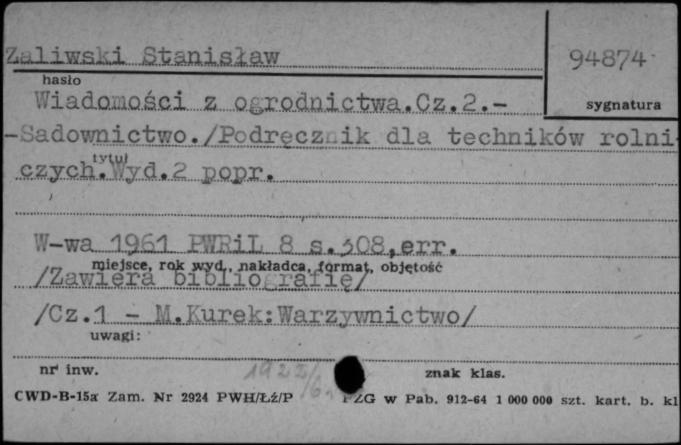 Zaliwski Stanisław
94874
hasło
sygnatura
Wiadomości z ogrodnictwa.Cz.2.-
-Sadownictwo./Podręcznik dla techników rolni
tytuł
czych.Wyd.2 popr.
W-wa 1961 PWRiL 8 s.308,err.
miejsce, rok wyd., nakładca, format, objętość
/Zawiera bibliografię/
/Cz.1 - M.Kurek:Warzywnictwo/
uwagi:
nr inw.
znak klas.
CWD-B-15a Zam. Nr 2924 PWH/Łź/P
PZG w Pab. 912-64 1 000 000 szt. kart. b. kl